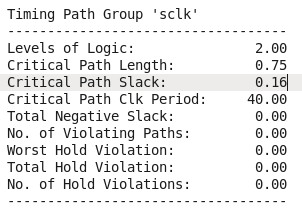 Timing Path Group 'sclk'
-----------------------------------
Levels of Logic: 2.00
Critical Path Length: 0.75
Critical Path Slack: 0.16
Critical Path Clk Period: 40.00
Total Negative Slack: 0.00
No. of Violating Paths: 0.00
Worst Hold Violation: 0.00
Total Hold Violation: 0.00
No. of Hold Violations: 0.00
-----------------------------------